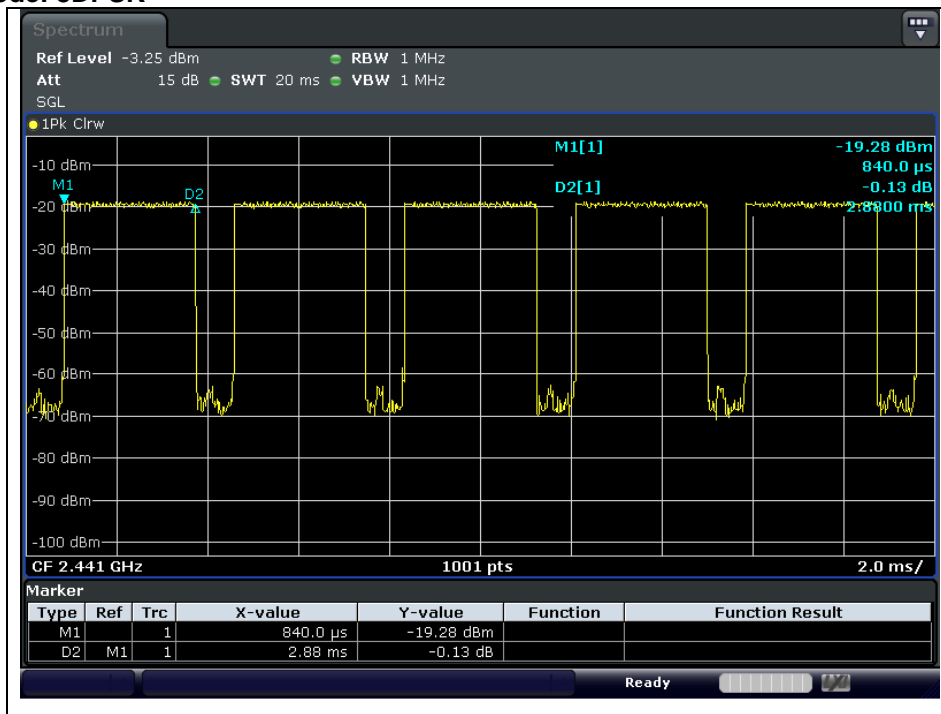 Spectrum
Ref Level -3.25 dBm RBW 1 MHz
Att 15 dB SWT 20 ms VBW 1 MHz
SGL
1Pk Clrw
M1[1] -19.28 dBm
840.0 µs
D2[1] -0.13 dB
2.8800 ms
M1
D2
-10 dBm
-20 dBm
-30 dBm
-40 dBm
-50 dBm
-60 dBm
-70 dBm
-80 dBm
-90 dBm
-100 dBm
CF 2.441 GHz 1001 pts 2.0 ms/
Marker
Type Ref Trc X-value Y-value Function Function Result
M1 1 840.0 µs -19.28 dBm
D2 M1 1 2.88 ms -0.13 dB
Ready